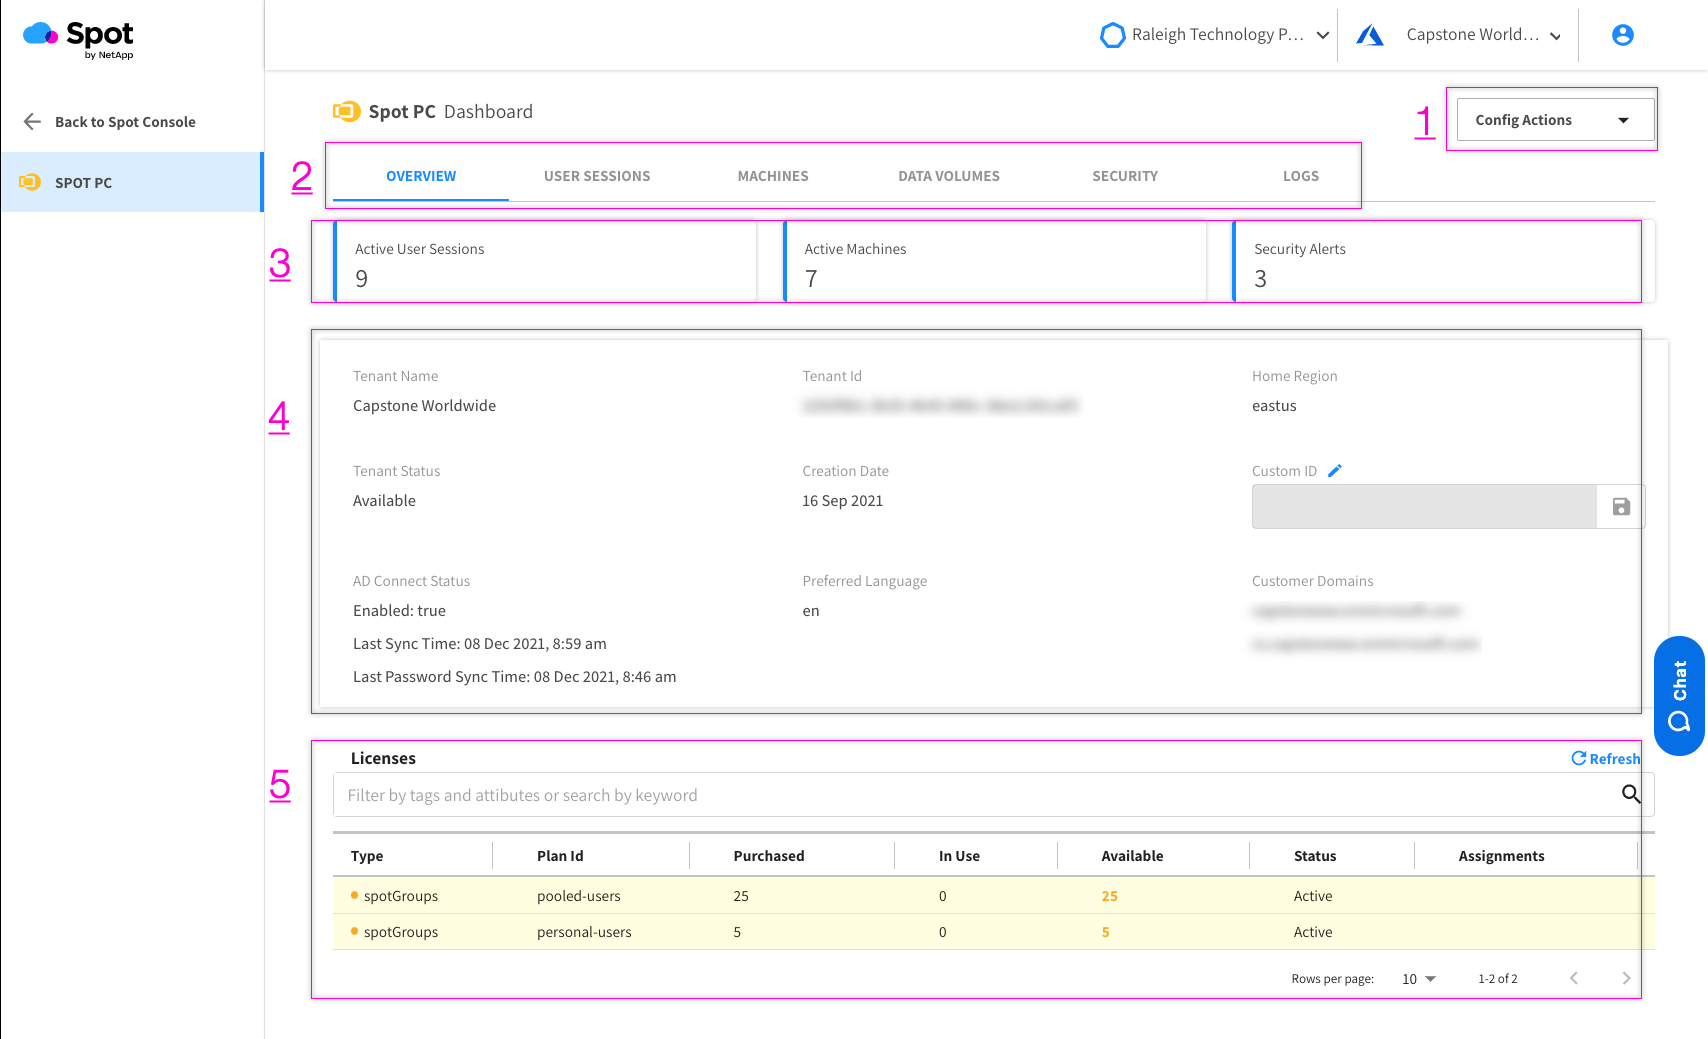 Spot
by NetApp
Raleigh Technology P...
Capstone World...
Back to Spot Console
SPOT PC
Spot PC Dashboard
1
Config Actions
2
OVERVIEW USER SESSIONS MACHINES DATA VOLUMES SECURITY LOGS
3
Active User Sessions Active Machines Security Alerts
9 7 3
4
Tenant Name Tenant Id Home Region
Capstone Worldwide eastus
Tenant Status Creation Date Custom ID
Available 16 Sep 2021
AD Connect Status Preferred Language Customer Domains
Enabled: true en
Last Sync Time: 08 Dec 2021, 8:59 am
Last Password Sync Time: 08 Dec 2021, 8:46 am
Chat
5
Licenses Refresh
Filter by tags and attibutes or search by keyword
Type Plan Id Purchased In Use Available Status Assignments
spotGroups pooled-users 25 0 25 Active
spotGroups personal-users 5 0 5 Active
Rows per page: 10 1-2 of 2